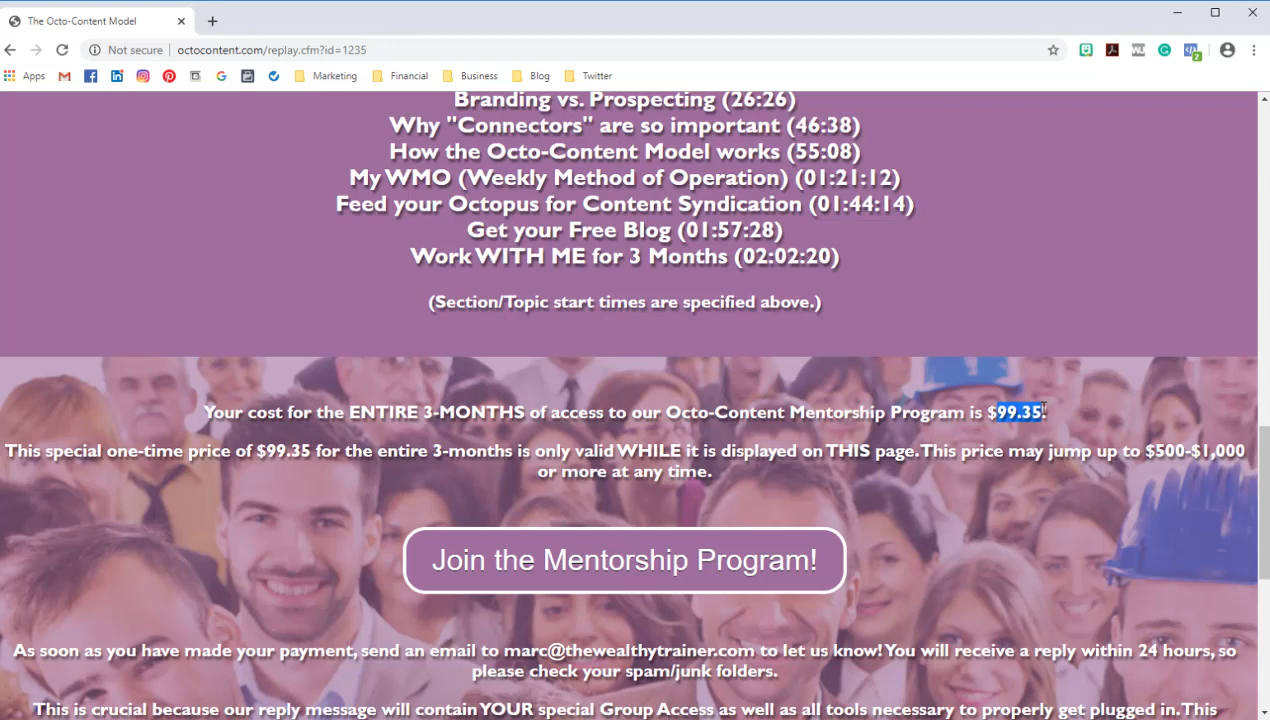 The Octo-Content Model
Not secure
octocontent.com/replay.cfm?id=1235
Apps
Marketing
Financial
Business
Blog
Twitter
Branding vs. Prospecting (26:26)
Why "Connectors" are so important (46:38)
How the Octo-Content Model works (55:08)
My WMO (Weekly Method of Operation) (01:21:12)
Feed your Octopus for Content Syndication (01:44:14)
Get your Free Blog (01:57:28)
Work WITH ME for 3 Months (02:02:20)
(Section/Topic start times are specified above.)
Your cost for the ENTIRE 3-MONTHS of access to our Octo-Content Mentorship Program is $99.35.
This special one-time price of $99.35 for the entire 3-months is only valid WHILE it is displayed on THIS page. This price may jump up to $500-$1,000
or more at any time.
Join the Mentorship Program!
As soon as you have made your payment, send an email to marc@thewealthytrainer.com to let us know! You will receive a reply within 24 hours, so
please check your spam/junk folders.
This is crucial because our reply message will contain YOUR special Group Access as well as all tools necessary to properly get plugged in. This